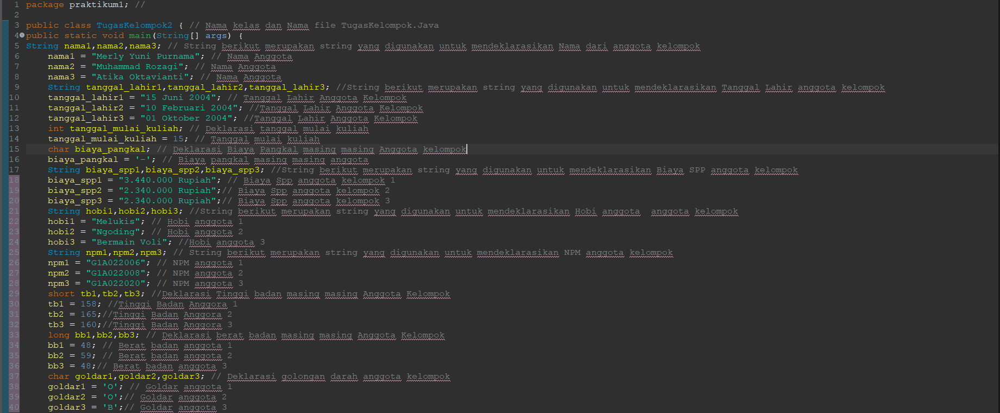 1 package praktikum1; //
2
3 public class TugasKelompok2 { // Nama kelas dan Nama file TugasKelompok.Java
4 public static void main(String[] args) {
5 String nama1,nama2,nama3; // String berikut merupakan string yang digunakan untuk mendeklarasikan Nama dari anggota kelompok
6 nama1 = "Merly Yuni Purnama"; // Nama Anggota
7 nama2 = "Muhammad Rozagi"; // Nama Anggota
8 nama3 = "Atika Oktavianti"; // Nama Anggota
9 String tanggal_lahir1,tanggal_lahir2,tanggal_lahir3; //String berikut merupakan string yang digunakan untuk mendeklarasikan Tanggal Lahir anggota kelompok
10 tanggal_lahir1 = "15 Juni 2004"; // Tanggal Lahir Anggota Kelompok
11 tanggal_lahir2 = "10 Februari 2004"; //Tanggal Lahir Anggota Kelompok
12 tanggal_lahir3 = "01 Oktober 2004"; //Tanggal Lahir Anggota Kelompok
13 int tanggal_mulai_kuliah; // Deklarasi tanggal mulai kuliah
14 tanggal_mulai_kuliah = 15; // Tanggal mulai kuliah
15 char biaya_pangkal; // Deklarasi Biaya Pangkal masing masing Anggota kelompok
16 biaya_pangkal = '-'; // Biaya pangkal masing masing anggota
17 String biaya_spp1,biaya_spp2,biaya_spp3; //String berikut merupakan string yang digunakan untuk mendeklarasikan Biaya SPP anggota kelompok
18 biaya_spp1 = "3.440.000 Rupiah"; // Biaya Spp anggota kelompok 1
19 biaya_spp2 = "2.340.000 Rupiah";// Biaya Spp anggota kelompok 2
20 biaya_spp3 = "2.340.000 Rupiah";// Biaya Spp anggota kelompok 3
21 String hobi1,hobi2,hobi3; //String berikut merupakan string yang digunakan untuk mendeklarasikan Hobi anggota  anggota kelompok
22 hobi1 = "Melukis"; // Hobi anggota 1
23 hobi2 = "Ngoding"; // Hobi anggota 2
24 hobi3 = "Bermain Voli"; //Hobi anggota 3
25 String npm1,npm2,npm3; // String berikut merupakan string yang digunakan untuk mendeklarasikan NPM anggota kelompok
26 npm1 = "G1A022006"; // NPM anggota 1
27 npm2 = "G1A022008"; // NPM anggota 2
28 npm3 = "G1A022020"; // NPM anggota 3
29 short tb1,tb2,tb3; //Deklarasi Tinggi badan masing masing Anggota Kelompok
30 tb1 = 158; //Tinggi Badan Anggora 1
31 tb2 = 165;//Tinggi Badan Anggora 2
32 tb3 = 160;//Tinggi Badan Anggora 3
33 long bb1,bb2,bb3; // Deklarasi berat badan masing masing Anggota Kelompok
34 bb1 = 48; // Berat badan anggota 1
35 bb2 = 59; // Berat badan anggota 2
36 bb3 = 48;// Berat badan anggota 3
37 char goldar1,goldar2,goldar3; // Deklarasi golongan darah anggota kelompok
38 goldar1 = 'O'; // Goldar anggota 1
39 goldar2 = 'O';// Goldar anggota 2
40 goldar3 = 'B';// Goldar anggota 3